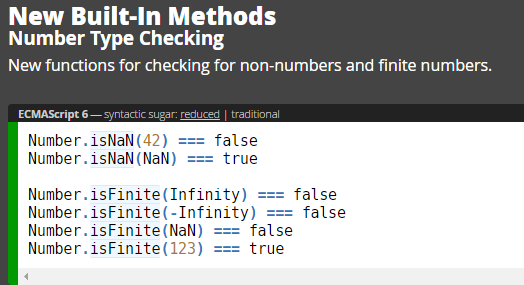 New Built-In Methods
Number Type Checking
New functions for checking for non-numbers and finite numbers.
ECMAScript 6 — syntactic sugar: reduced | traditional
Number.isNaN(42) === false
Number.isNaN(NaN) === true
Number.isFinite(Infinity) === false
Number.isFinite(-Infinity) === false
Number.isFinite(NaN) === false
Number.isFinite(123) === true